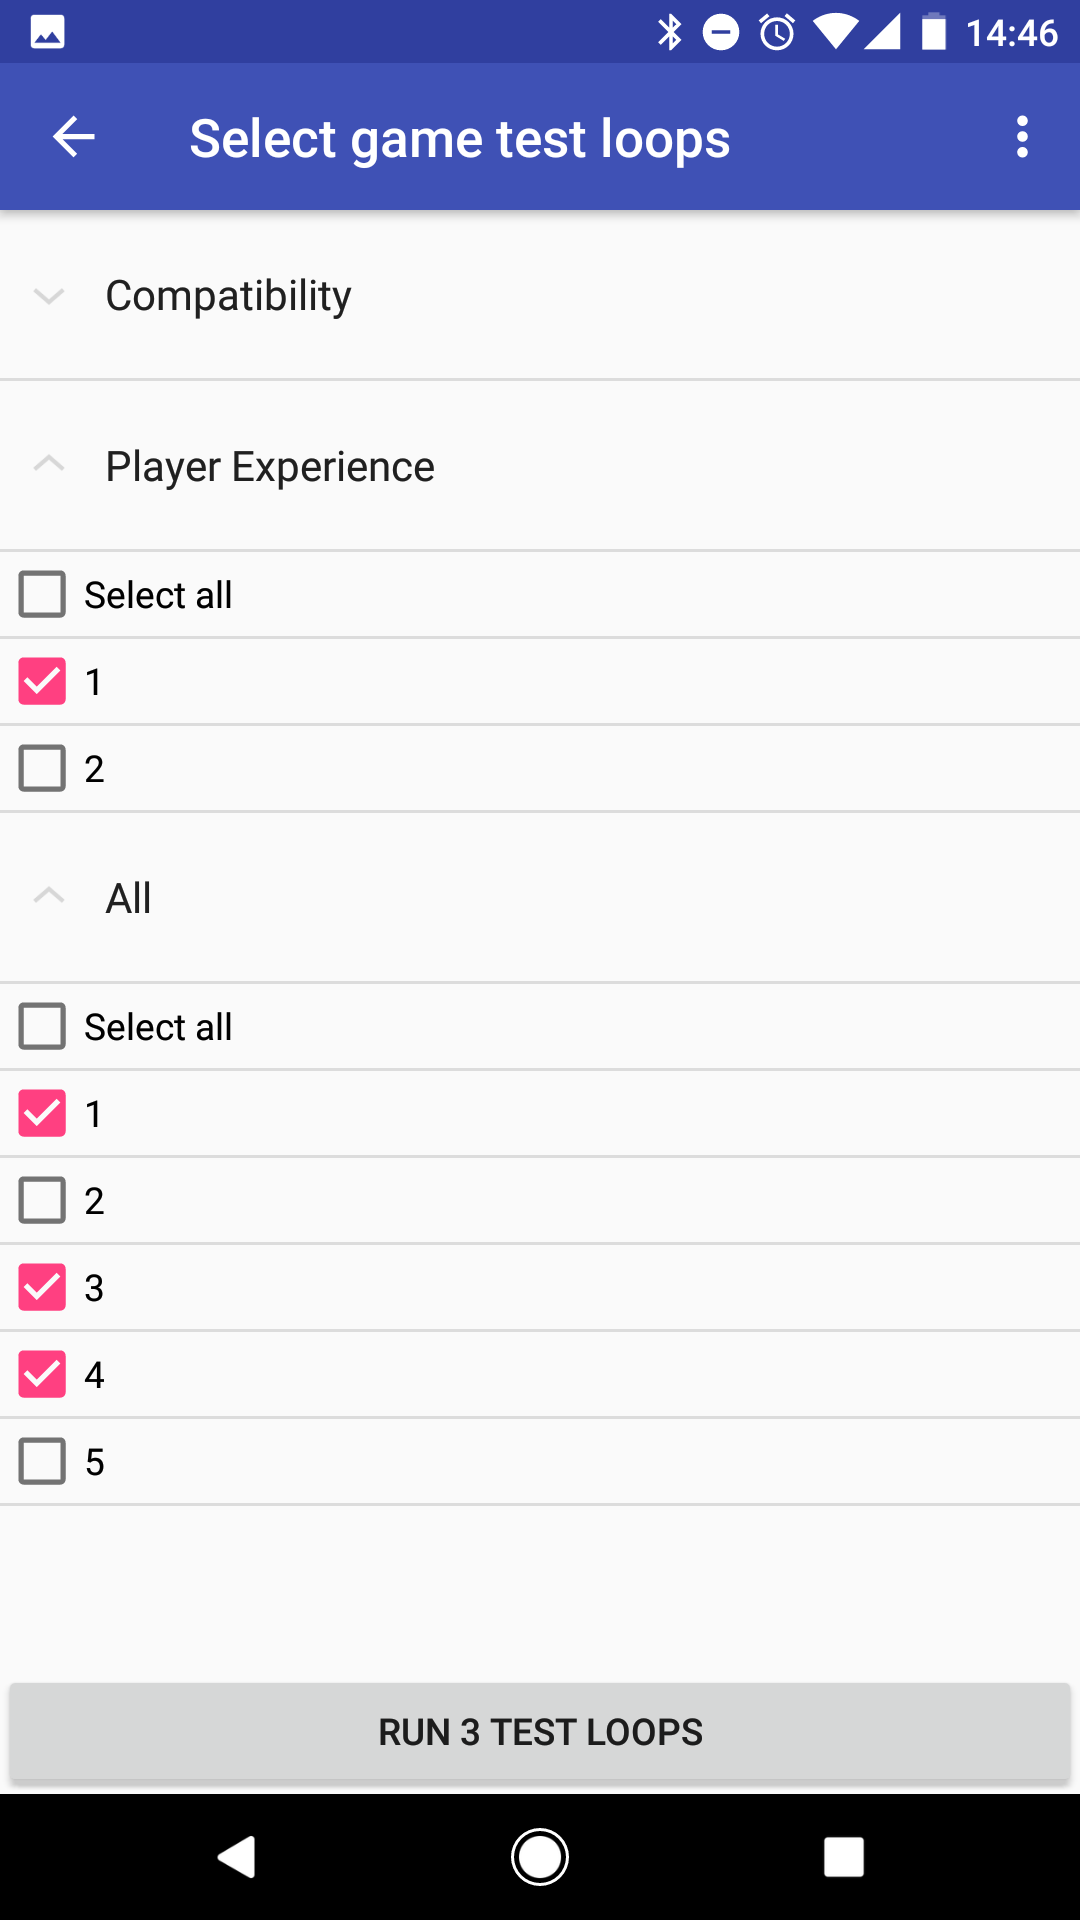 14:46
Select game test loops
Compatibility
Player Experience
Select all
1
2
All
Select all
1
2
3
4
5
RUN 3 TEST LOOPS